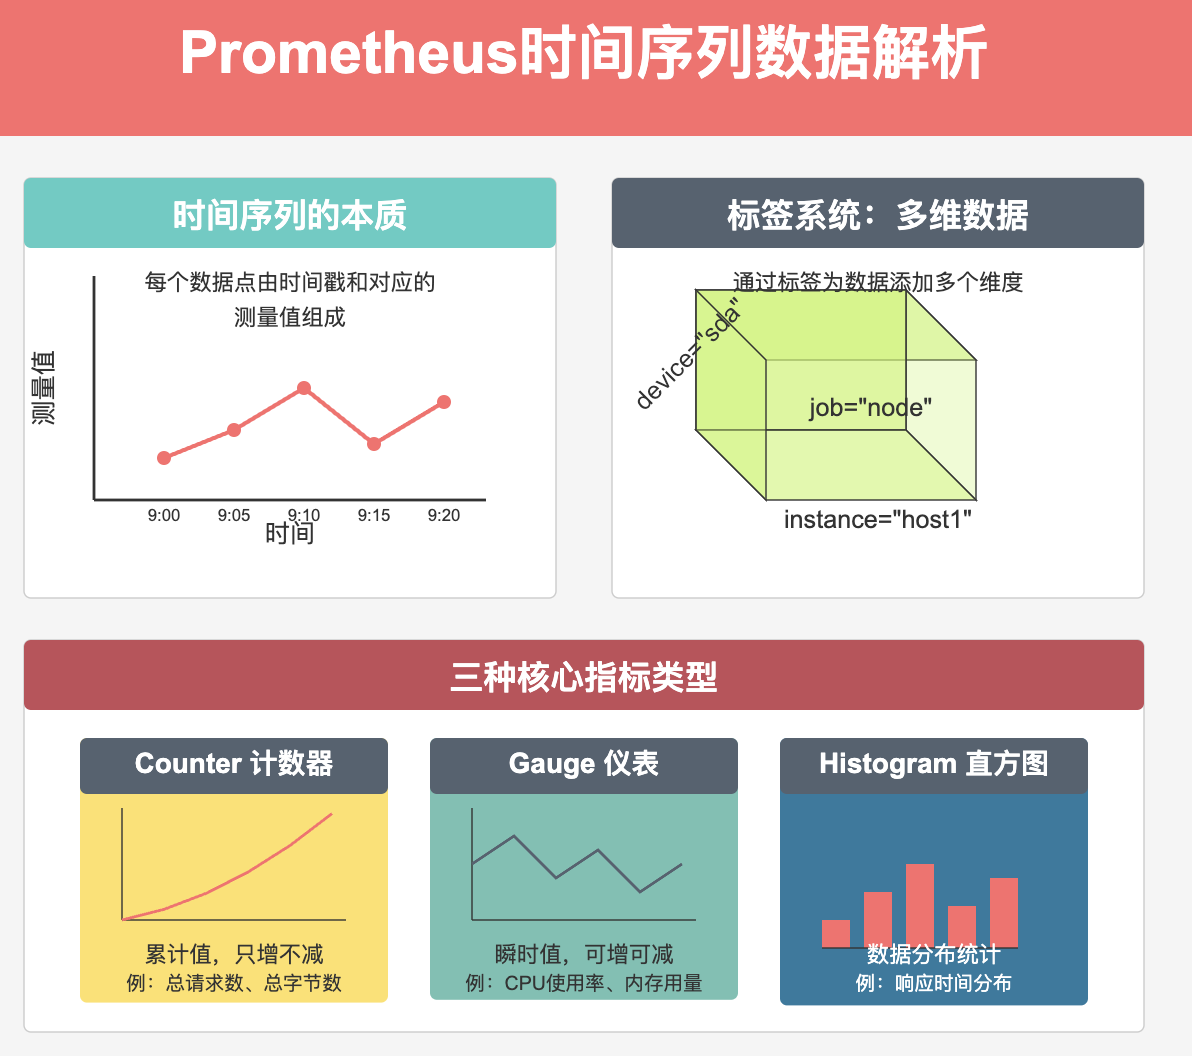 Prometheus时间序列数据解析
时间序列的本质
每个数据点由时间戳和对应的
测量值组成
测量值
9:00 9:05 9:10 9:15 9:20
时间
标签系统：多维数据
通过标签为数据添加多个维度
device="sda"
job="node"
instance="host1"
三种核心指标类型
Counter 计数器
累计值，只增不减
例：总请求数、总字节数
Gauge 仪表
瞬时值，可增可减
例：CPU使用率、内存用量
Histogram 直方图
数据分布统计
例：响应时间分布